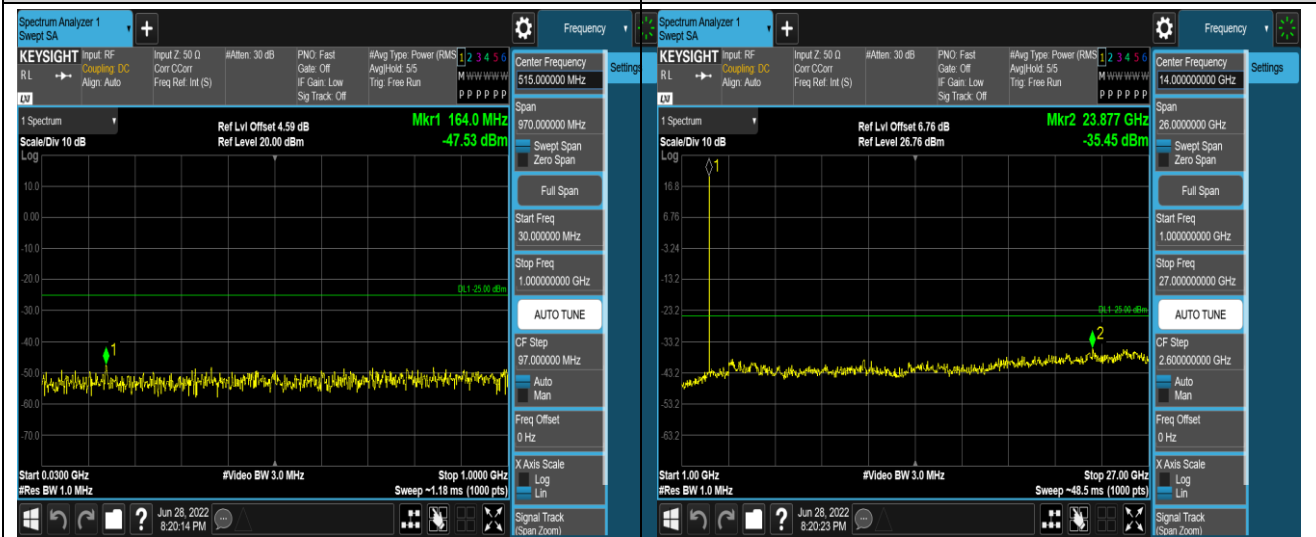 Spectrum Analyzer 1
Swept SA
+
Frequency
KEYSIGHT
RL
LXI
Input: RF
Coupling: DC
Align: Auto
Input Z: 50 Ω
Corr CCorr
Freq Ref: Int (S)
#Atten: 30 dB
PNO: Fast
Gate: Off
IF Gain: Low
Sig Track: Off
#Avg Type: Power (RMS
Avg|Hold: 5/5
Trig: Free Run
1 2 3 4 5 6
M W W W W W
P P P P P P
Center Frequency
515.000000 MHz
Settings
1 Spectrum
Scale/Div 10 dB
Log
Ref Lvl Offset 4.59 dB
Ref Level 20.00 dBm
Mkr1 164.0 MHz
-47.53 dBm
Span
970.000000 MHz
Swept Span
Zero Span
Full Span
Start Freq
30.000000 MHz
Stop Freq
1.000000000 GHz
AUTO TUNE
CF Step
97.000000 MHz
Auto
Man
Freq Offset
0 Hz
X Axis Scale
Log
Lin
Signal Track
(Span Zoom)
10.0
0.00
-10.0
-20.0
-30.0
-40.0
-50.0
-60.0
-70.0
DL1 -25.00 dBm
1
Start 0.0300 GHz
#Res BW 1.0 MHz
#Video BW 3.0 MHz
Stop 1.0000 GHz
Sweep ~1.18 ms (1000 pts)
?
Jun 28, 2022
8:20:14 PM
Spectrum Analyzer 1
Swept SA
+
Frequency
KEYSIGHT
RL
LXI
Input: RF
Coupling: DC
Align: Auto
Input Z: 50 Ω
Corr CCorr
Freq Ref: Int (S)
#Atten: 30 dB
PNO: Fast
Gate: Off
IF Gain: Low
Sig Track: Off
#Avg Type: Power (RMS
Avg|Hold: 5/5
Trig: Free Run
1 2 3 4 5 6
M W W W W W
P P P P P P
Center Frequency
14.000000000 GHz
Settings
1 Spectrum
Scale/Div 10 dB
Log
Ref Lvl Offset 6.76 dB
Ref Level 26.76 dBm
Mkr2 23.877 GHz
-35.45 dBm
Span
26.0000000 GHz
Swept Span
Zero Span
Full Span
Start Freq
1.000000000 GHz
Stop Freq
27.000000000 GHz
AUTO TUNE
CF Step
2.600000000 GHz
Auto
Man
Freq Offset
0 Hz
X Axis Scale
Log
Lin
Signal Track
(Span Zoom)
16.8
6.76
-3.24
-13.2
-23.2
-33.2
-43.2
-53.2
-63.2
DL1 -25.00 dBm
1
2
Start 1.00 GHz
#Res BW 1.0 MHz
#Video BW 3.0 MHz
Stop 27.00 GHz
Sweep ~48.5 ms (1000 pts)
?
Jun 28, 2022
8:20:23 PM